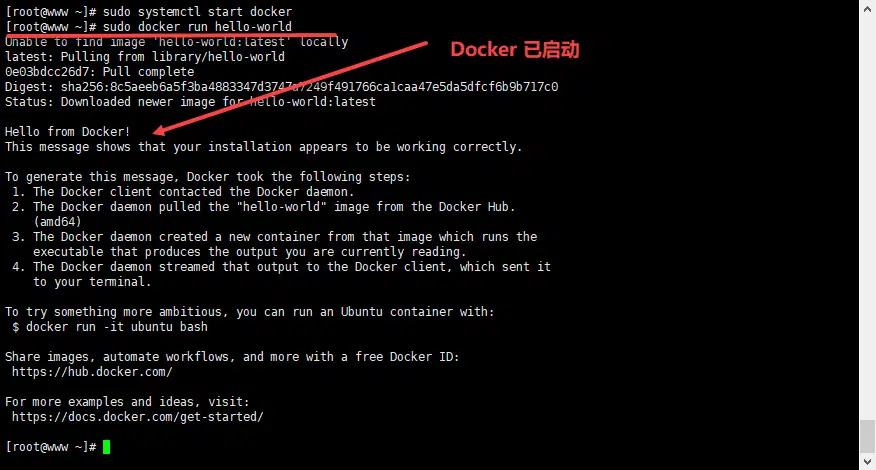 [root@www ~]# sudo systemctl start docker
[root@www ~]# sudo docker run hello-world
Unable to find image 'hello-world:latest' locally
Docker 已启动
latest: Pulling from library/hello-world
0e03bdcc26d7: Pull complete
Digest: sha256:8c5aeeb6a5f3ba4883347d3747a7249f491766ca1caa47e5da5dfcf6b9b717c0
Status: Downloaded newer image for hello-world:latest
Hello from Docker!
This message shows that your installation appears to be working correctly.
To generate this message, Docker took the following steps:
1. The Docker client contacted the Docker daemon.
2. The Docker daemon pulled the "hello-world" image from the Docker Hub.
(amd64)
3. The Docker daemon created a new container from that image which runs the
executable that produces the output you are currently reading.
4. The Docker daemon streamed that output to the Docker client, which sent it
to your terminal.
To try something more ambitious, you can run an Ubuntu container with:
$ docker run -it ubuntu bash
Share images, automate workflows, and more with a free Docker ID:
https://hub.docker.com/
For more examples and ideas, visit:
https://docs.docker.com/get-started/
[root@www ~]#